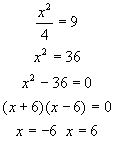 x²/4 = 9
x² = 36
x² − 36 = 0
(x + 6)(x − 6) = 0
x = −6 x = 6